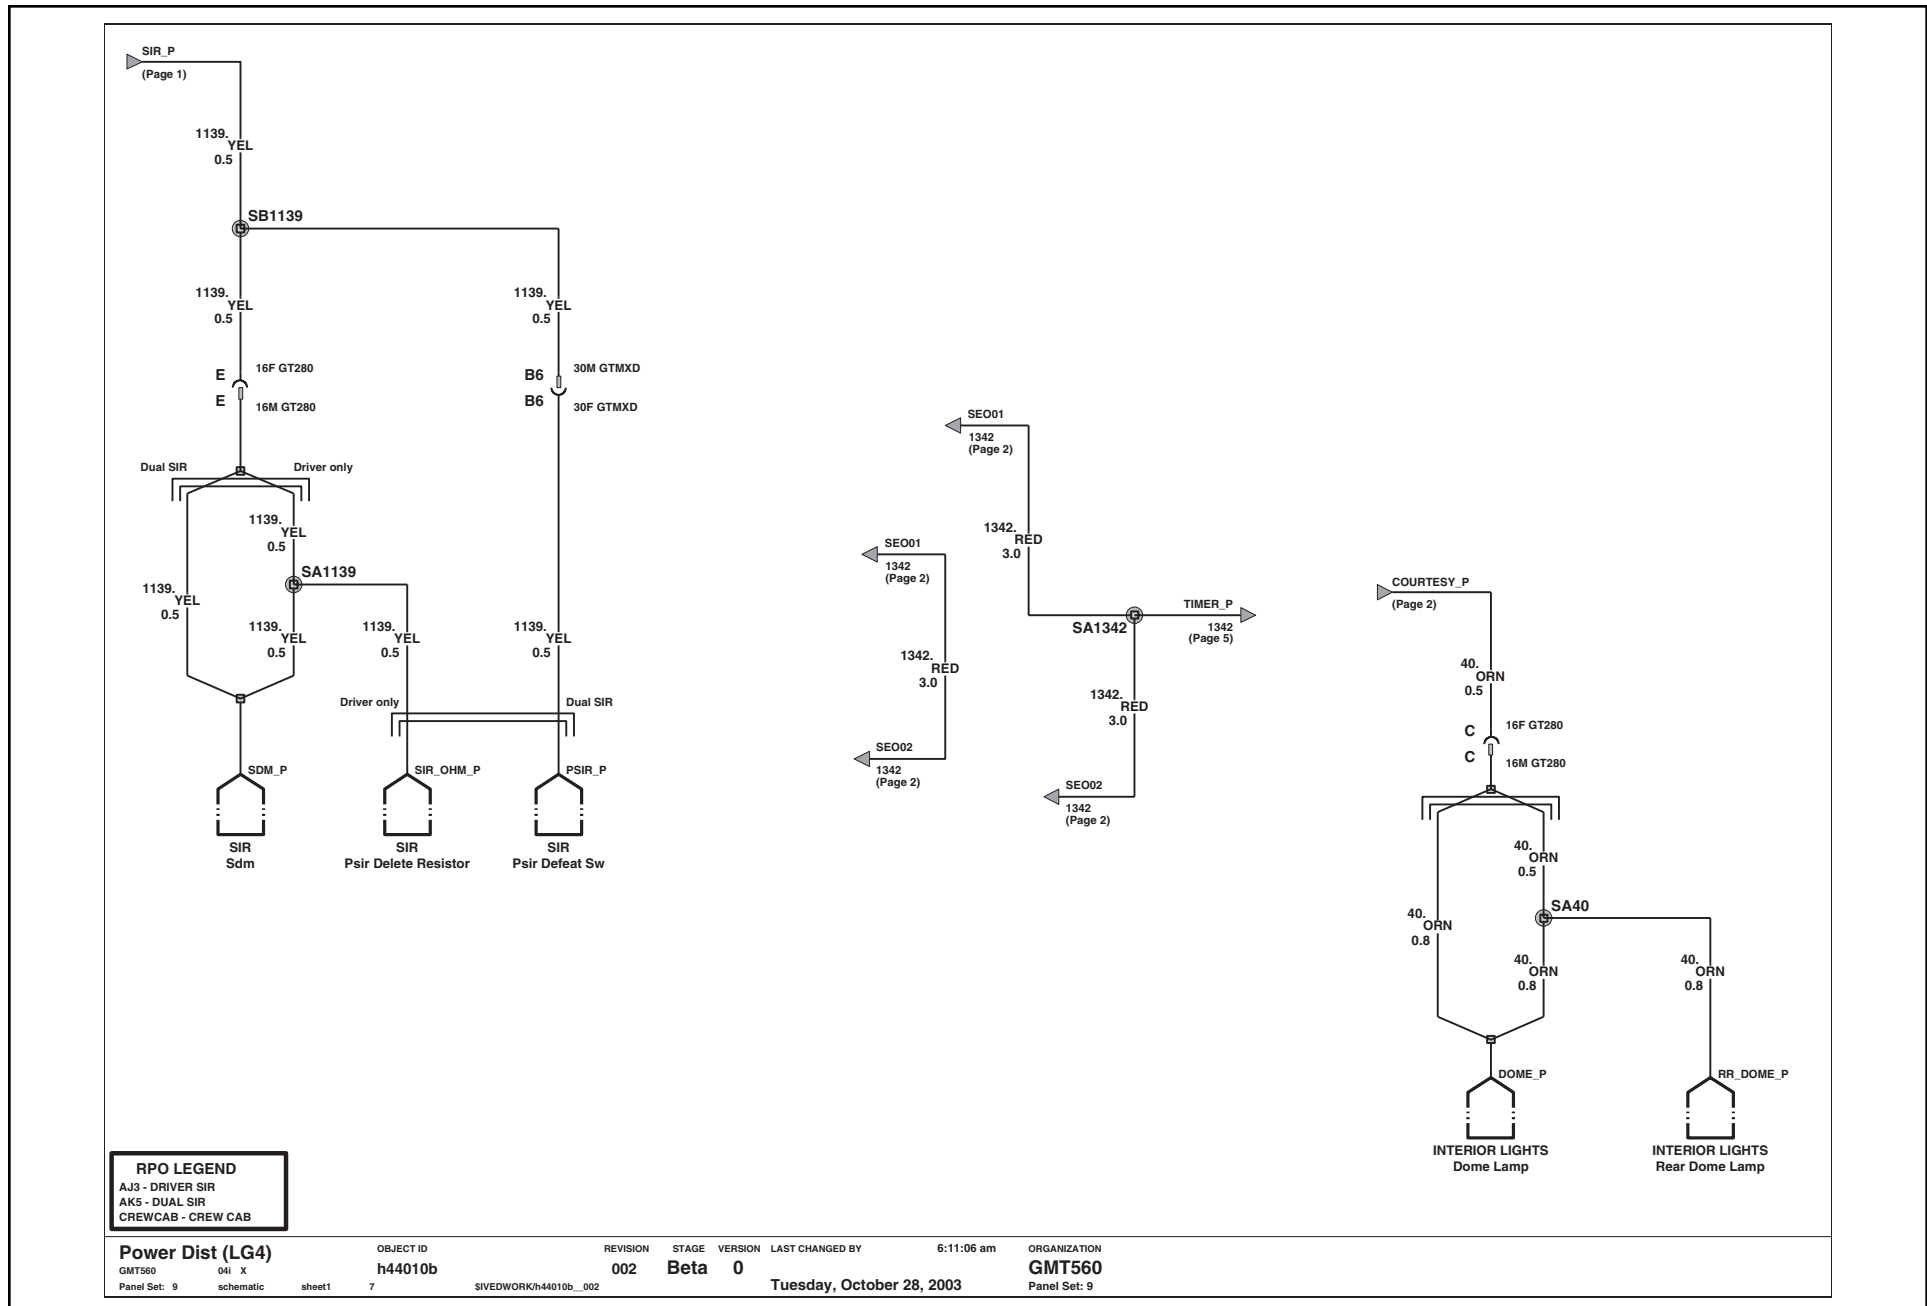 SIR_P
(Page 1)
1139.
YEL
0.5
SB1139
1139.
YEL
0.5
1139.
YEL
0.5
E
16F GT280
E
16M GT280
B6
30M GTMXD
B6
30F GTMXD
Dual SIR
Driver only
1139.
YEL
0.5
SA1139
1139.
YEL
0.5
1139.
YEL
0.5
1139.
YEL
0.5
1139.
YEL
0.5
Driver only
Dual SIR
SDM_P
SIR_OHM_P
PSIR_P
SIR
Sdm
SIR
Psir Delete Resistor
SIR
Psir Defeat Sw
SEO01
1342
(Page 2)
1342.
RED
3.0
SEO01
1342
(Page 2)
1342.
RED
3.0
SEO02
1342
(Page 2)
SA1342
TIMER_P
1342
(Page 5)
1342.
RED
3.0
SEO02
1342
(Page 2)
COURTESY_P
(Page 2)
40.
ORN
0.5
C
16F GT280
C
16M GT280
40.
ORN
0.5
SA40
40.
ORN
0.8
40.
ORN
0.8
40.
ORN
0.8
DOME_P
RR_DOME_P
INTERIOR LIGHTS
Dome Lamp
INTERIOR LIGHTS
Rear Dome Lamp
RPO LEGEND
AJ3 - DRIVER SIR
AK5 - DUAL SIR
CREWCAB - CREW CAB
Power Dist (LG4)
GMT560 04i X
Panel Set: 9 schematic sheet1 7 $IVEDWORK/h44010b__002
OBJECT ID
h44010b
REVISION
002
STAGE
Beta
VERSION
0
LAST CHANGED BY 6:11:06 am
Tuesday, October 28, 2003
ORGANIZATION
GMT560
Panel Set: 9